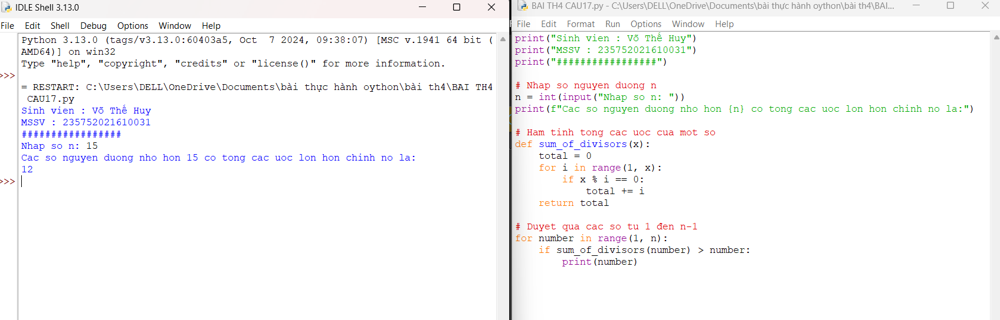 IDLE Shell 3.13.0
File Edit Shell Debug Options Window Help
Python 3.13.0 (tags/v3.13.0:60403a5, Oct  7 2024, 09:38:07) [MSC v.1941 64 bit (
AMD64)] on win32
Type "help", "copyright", "credits" or "license()" for more information.
>>>
= RESTART: C:\Users\DELL\OneDrive\Documents\bài thực hành oython\bài th4\BAI TH4
 CAU17.py
Sinh vien : Võ Thế Huy
MSSV : 235752021610031
#################
Nhap so n: 15
Cac so nguyen duong nho hon 15 co tong cac uoc lon hon chinh no la:
12
>>>
BAI TH4 CAU17.py - C:\Users\DELL\OneDrive\Documents\bài thực hành oython\bài th4\BAI...
File Edit Format Run Options Window Help
print("Sinh vien : Võ Thế Huy")
print("MSSV : 235752021610031")
print("#################")
# Nhap so nguyen duong n
n = int(input("Nhap so n: "))
print(f"Cac so nguyen duong nho hon {n} co tong cac uoc lon hon chinh no la:")
# Ham tinh tong cac uoc cua mot so
def sum_of_divisors(x):
    total = 0
    for i in range(1, x):
        if x % i == 0:
            total += i
    return total
# Duyet qua cac so tu 1 đen n-1
for number in range(1, n):
    if sum_of_divisors(number) > number:
        print(number)